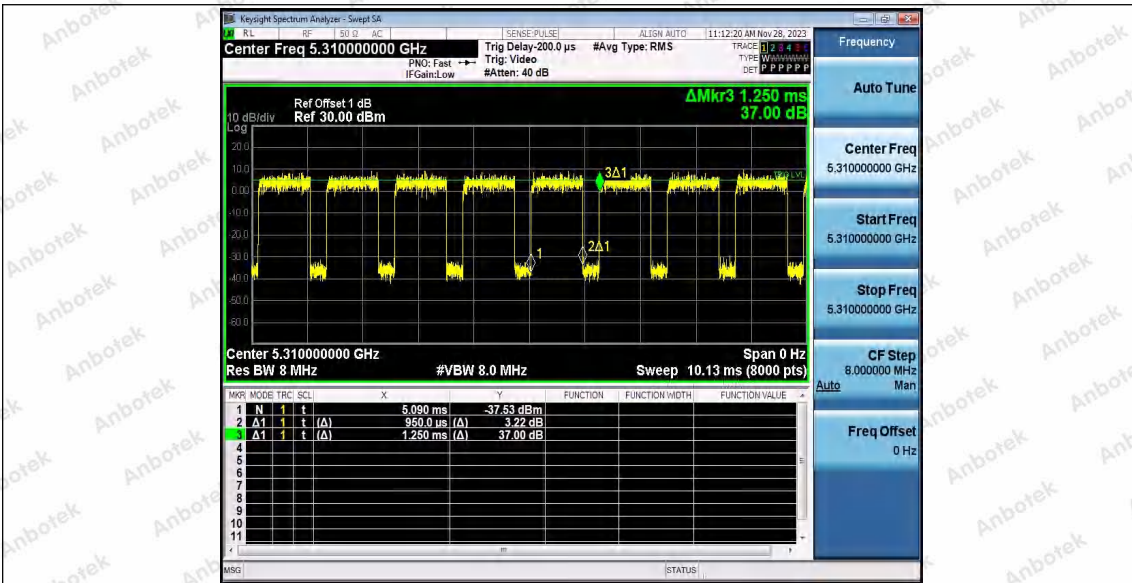 Keysight Spectrum Analyzer - Swept SA
RL RF 50 Ω AC SENSE:PULSE ALIGN AUTO 11:12:20 AM Nov 28, 2023
Center Freq 5.310000000 GHz
PNO: Fast
IFGain:Low
Trig Delay-200.0 µs
Trig: Video
#Atten: 40 dB
#Avg Type: RMS
TRACE 1 2 3 4 5 6
TYPE WWWWWW
DET P P P P P P
ΔMkr3 1.250 ms
37.00 dB
Ref Offset 1 dB
10 dB/div Ref 30.00 dBm
Log
20.0
10.0
0.00
-10.0
-20.0
-30.0
-40.0
-50.0
-60.0
3Δ1
TRIG LVL
1
2Δ1
Center 5.310000000 GHz Span 0 Hz
Res BW 8 MHz #VBW 8.0 MHz Sweep 10.13 ms (8000 pts)
MKR MODE TRC SCL X Y FUNCTION FUNCTION WIDTH FUNCTION VALUE
1 N 1 t 5.090 ms -37.53 dBm
2 Δ1 1 t (Δ) 950.0 µs (Δ) 3.22 dB
3 Δ1 1 t (Δ) 1.250 ms (Δ) 37.00 dB
4
5
6
7
8
9
10
11
MSG STATUS
Frequency
Auto Tune
Center Freq
5.310000000 GHz
Start Freq
5.310000000 GHz
Stop Freq
5.310000000 GHz
CF Step
8.000000 MHz
Auto Man
Freq Offset
0 Hz
Anbotek